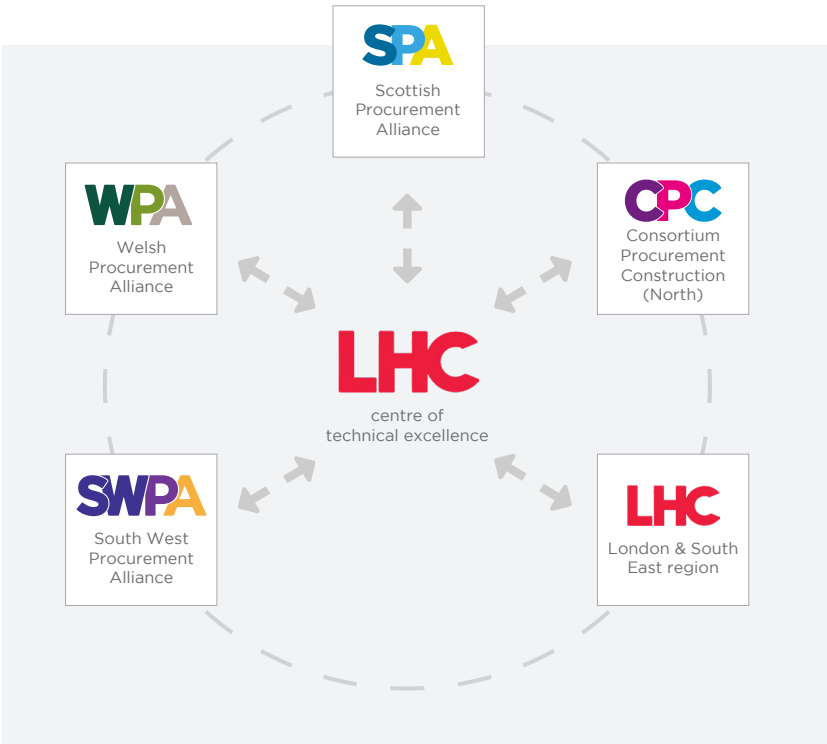 SPA
Scottish
Procurement
Alliance
WPA
Welsh
Procurement
Alliance
CPC
Consortium
Procurement
Construction
(North)
LHC
centre of
technical excellence
SWPA
South West
Procurement
Alliance
LHC
London & South
East region